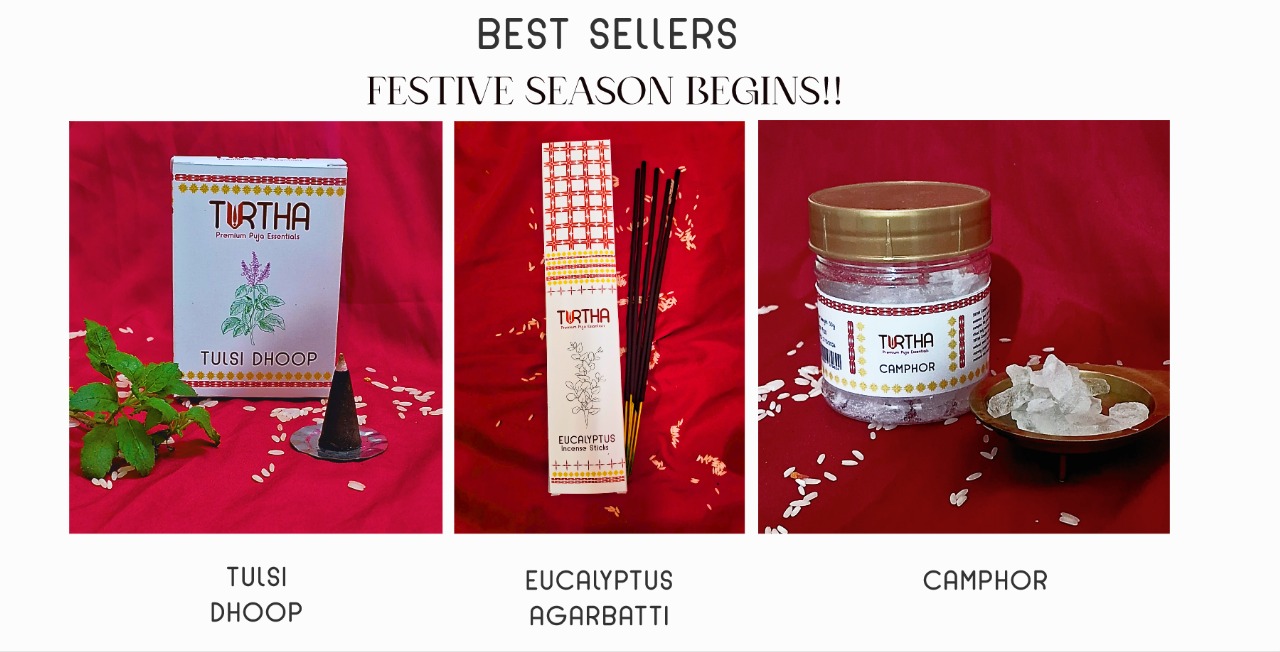 BEST SELLERS
FESTIVE SEASON BEGINS!!
TIRTHA
Premium Puja Essentials
TULSI DHOOP
TIRTHA
Premium Puja Essentials
EUCALYPTUS
Incense Sticks
TIRTHA
Premium Puja Essentials
CAMPHOR
TULSI
DHOOP
EUCALYPTUS
AGARBATTI
CAMPHOR